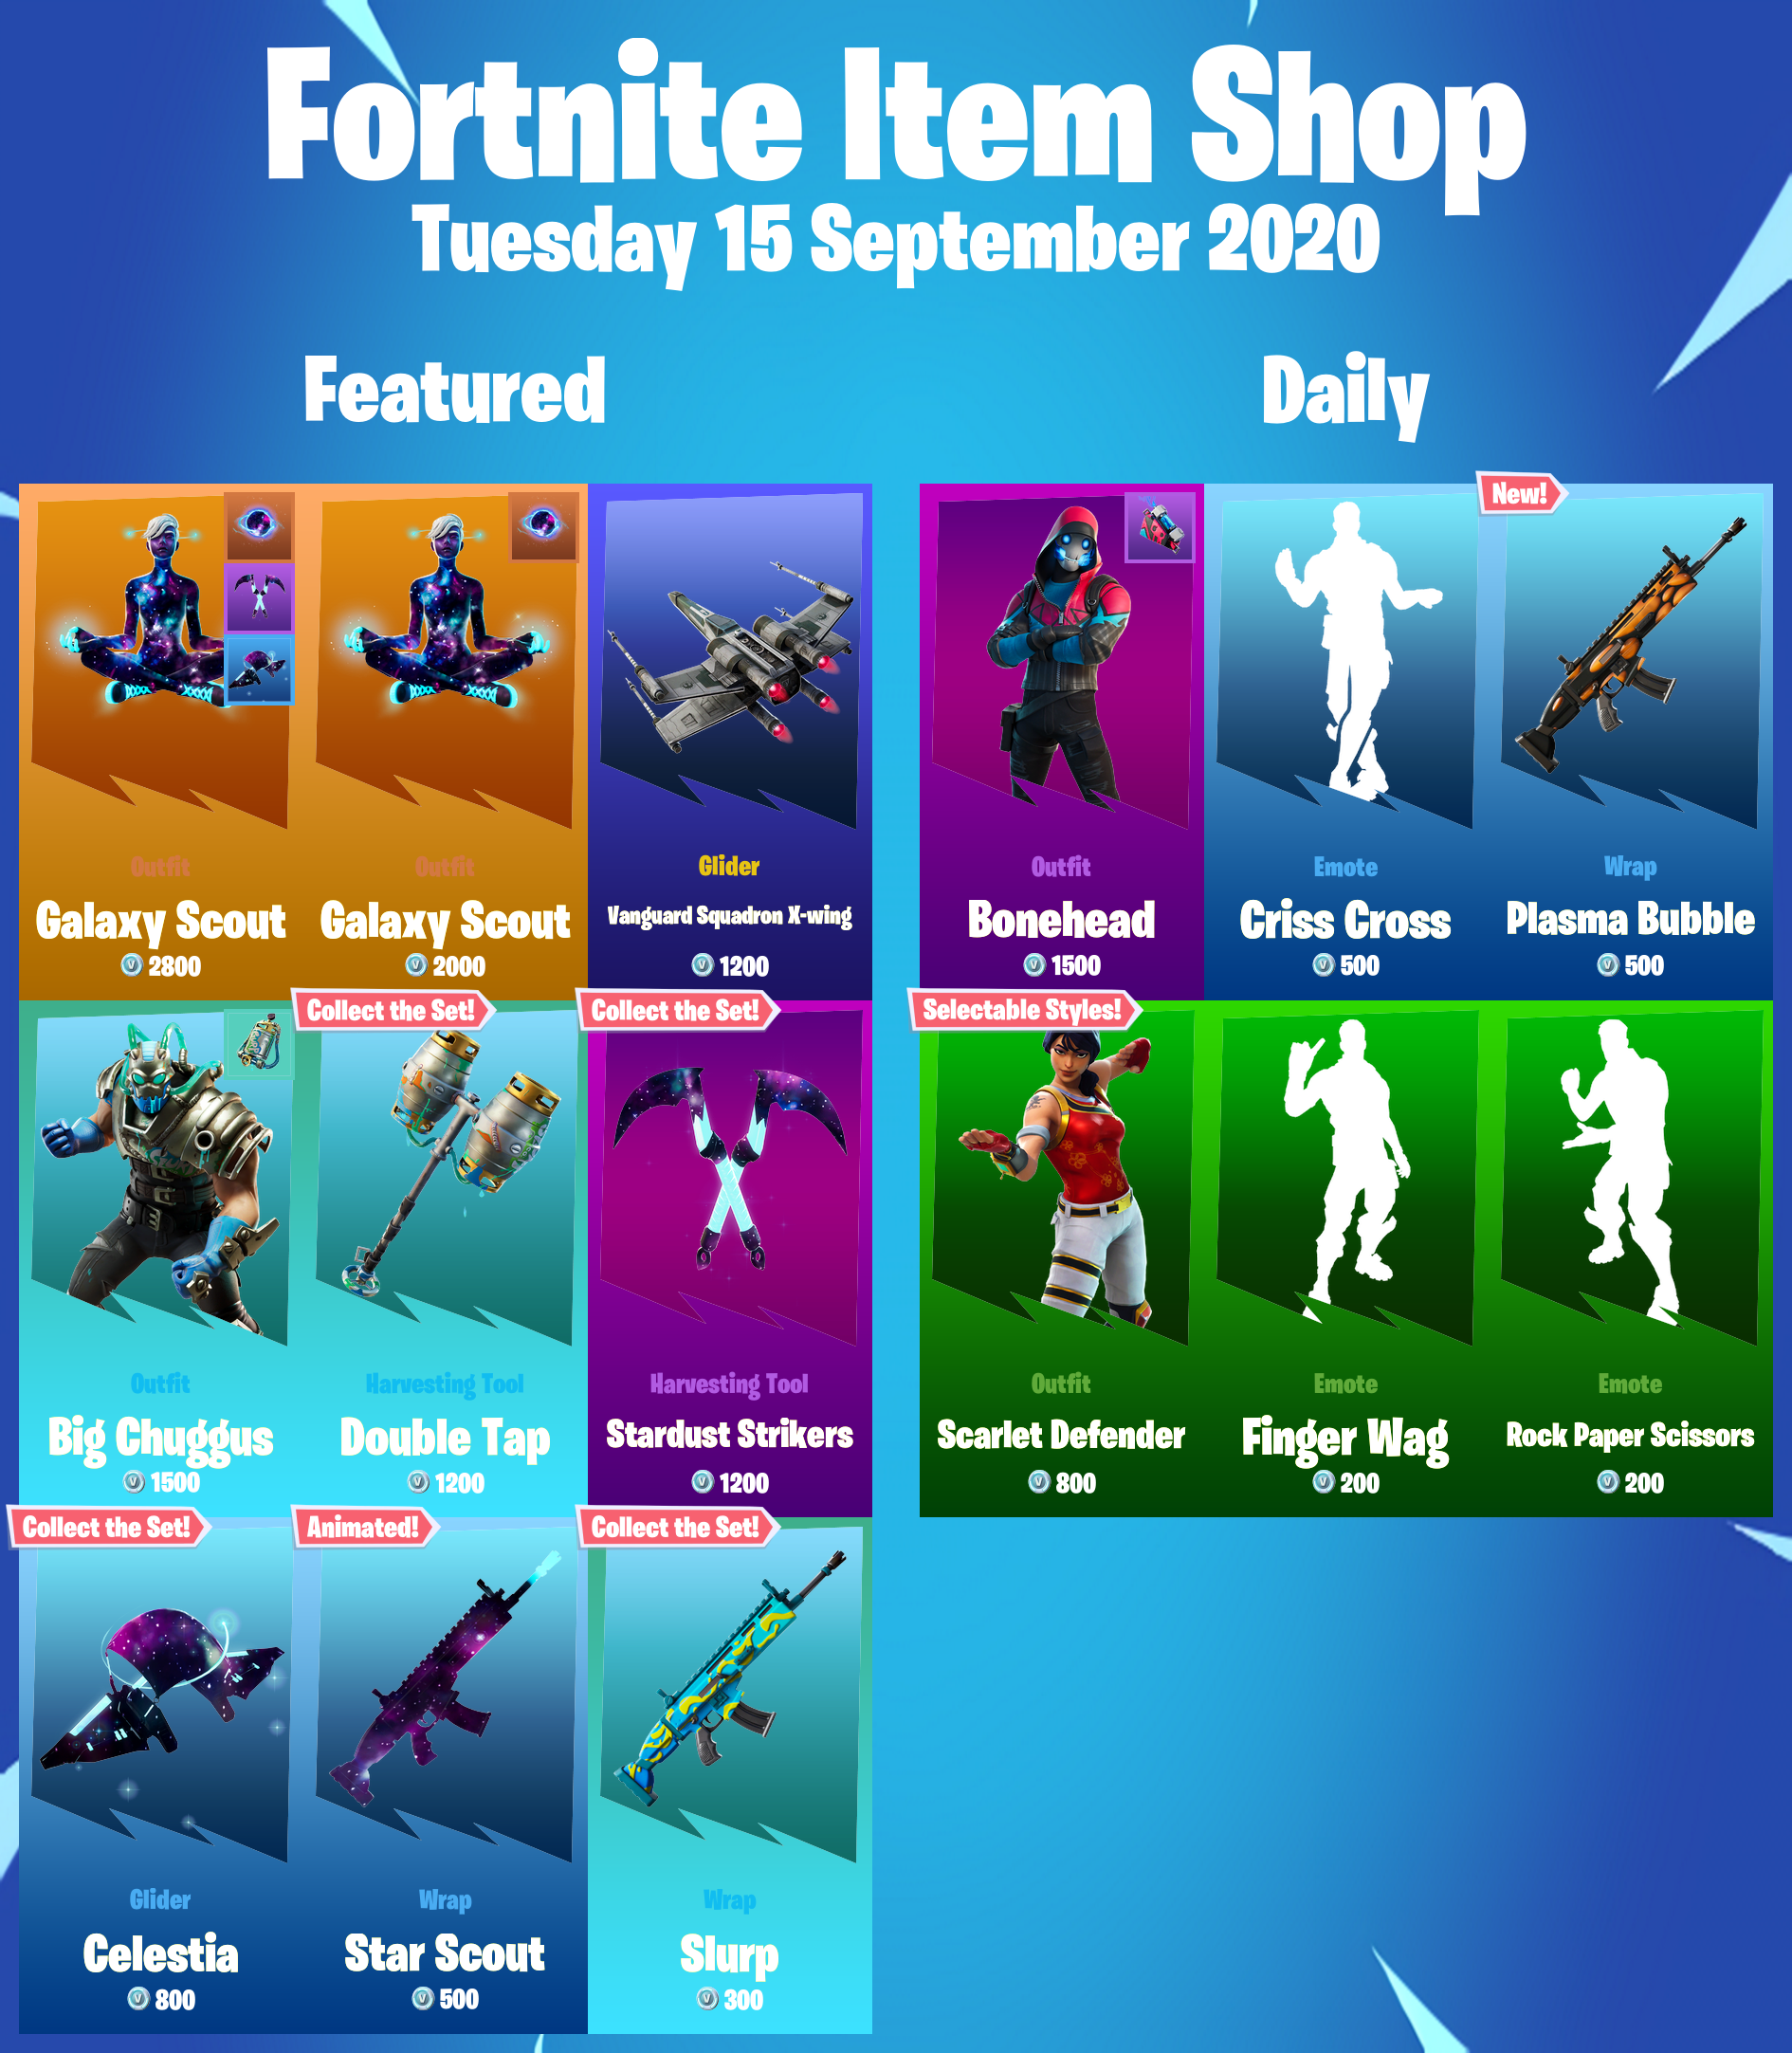 Fortnite Item Shop
Tuesday 15 September 2020
Featured
Daily
Outfit
Galaxy Scout
2800
Outfit
Galaxy Scout
2000
Glider
Vanguard Squadron X-wing
1200
Outfit
Big Chuggus
1500
Collect the Set!
Harvesting Tool
Double Tap
1200
Collect the Set!
Harvesting Tool
Stardust Strikers
1200
Collect the Set!
Glider
Celestia
800
Animated!
Wrap
Star Scout
500
Collect the Set!
Wrap
Slurp
300
Outfit
Bonehead
1500
Emote
Criss Cross
500
New!
Wrap
Plasma Bubble
500
Selectable Styles!
Outfit
Scarlet Defender
800
Emote
Finger Wag
200
Emote
Rock Paper Scissors
200